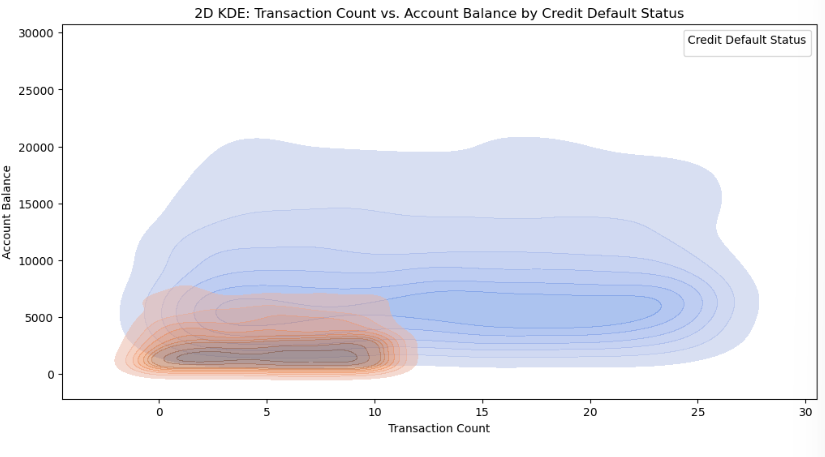 2D KDE: Transaction Count vs. Account Balance by Credit Default Status
30000
Credit Default Status
25000
20000
15000
10000
5000
0
Account Balance
0 5 10 15 20 25 30
Transaction Count